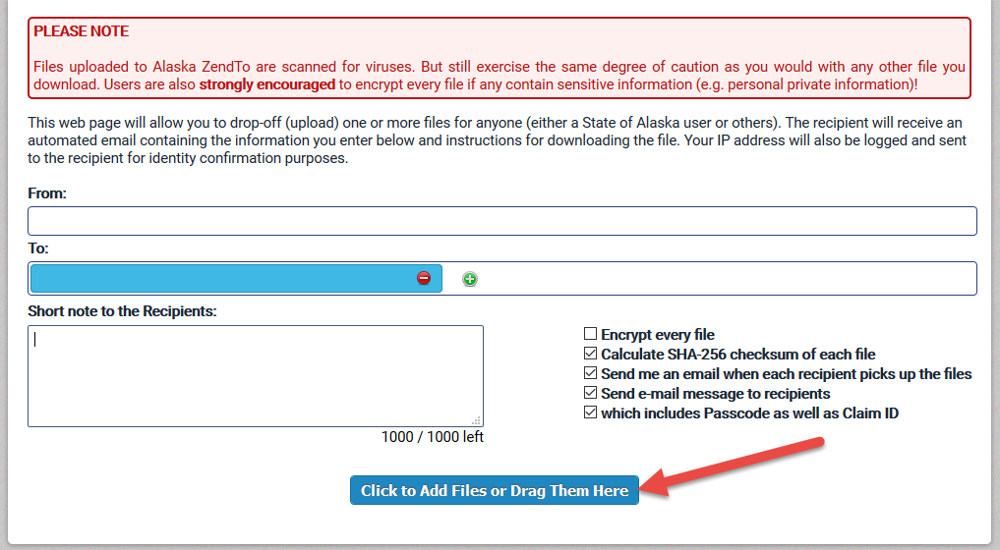 PLEASE NOTE
Files uploaded to Alaska ZendTo are scanned for viruses. But still exercise the same degree of caution as you would with any other file you
download. Users are also strongly encouraged to encrypt every file if any contain sensitive information (e.g. personal private information)!
This web page will allow you to drop-off (upload) one or more files for anyone (either a State of Alaska user or others). The recipient will receive an
automated email containing the information you enter below and instructions for downloading the file. Your IP address will also be logged and sent
to the recipient for identity confirmation purposes.
From:
To:
Short note to the Recipients:
1000 / 1000 left
Encrypt every file
Calculate SHA-256 checksum of each file
Send me an email when each recipient picks up the files
Send e-mail message to recipients
which includes Passcode as well as Claim ID
Click to Add Files or Drag Them Here